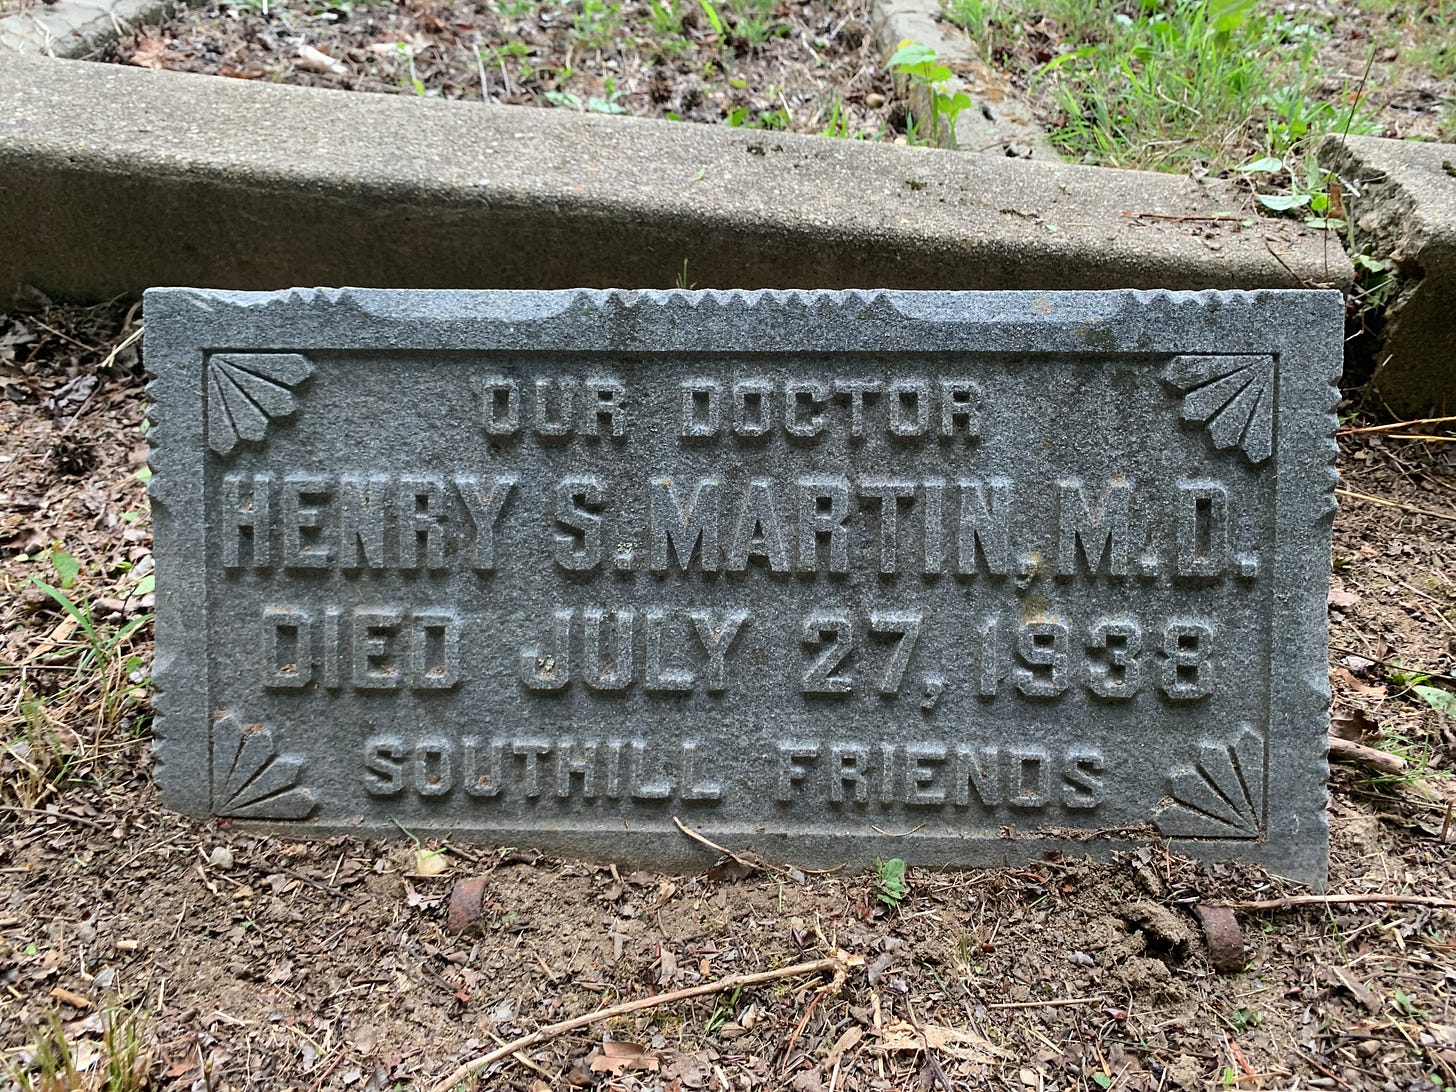 OUR DOCTOR
HENRY S. MARTIN, M.D.
DIED JULY 27, 1938
SOUTHILL FRIENDS